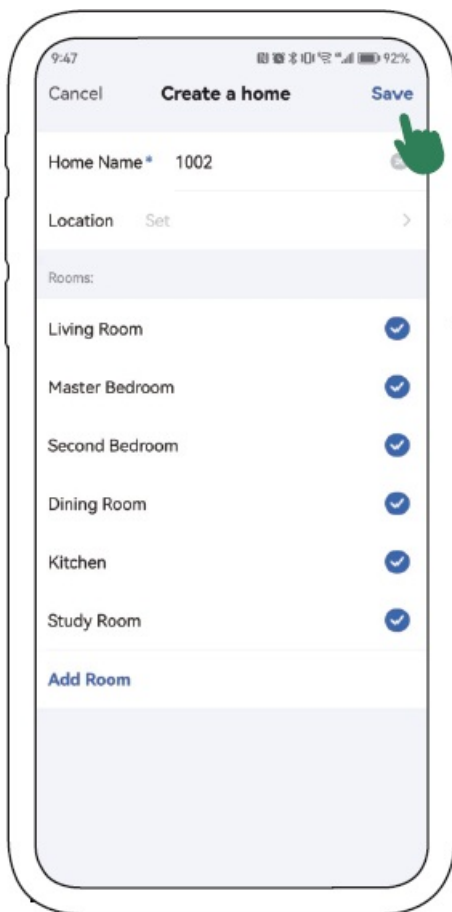 9:47 92%
Cancel Create a home Save
Home Name* 1002
Location Set
Rooms:
Living Room
Master Bedroom
Second Bedroom
Dining Room
Kitchen
Study Room
Add Room